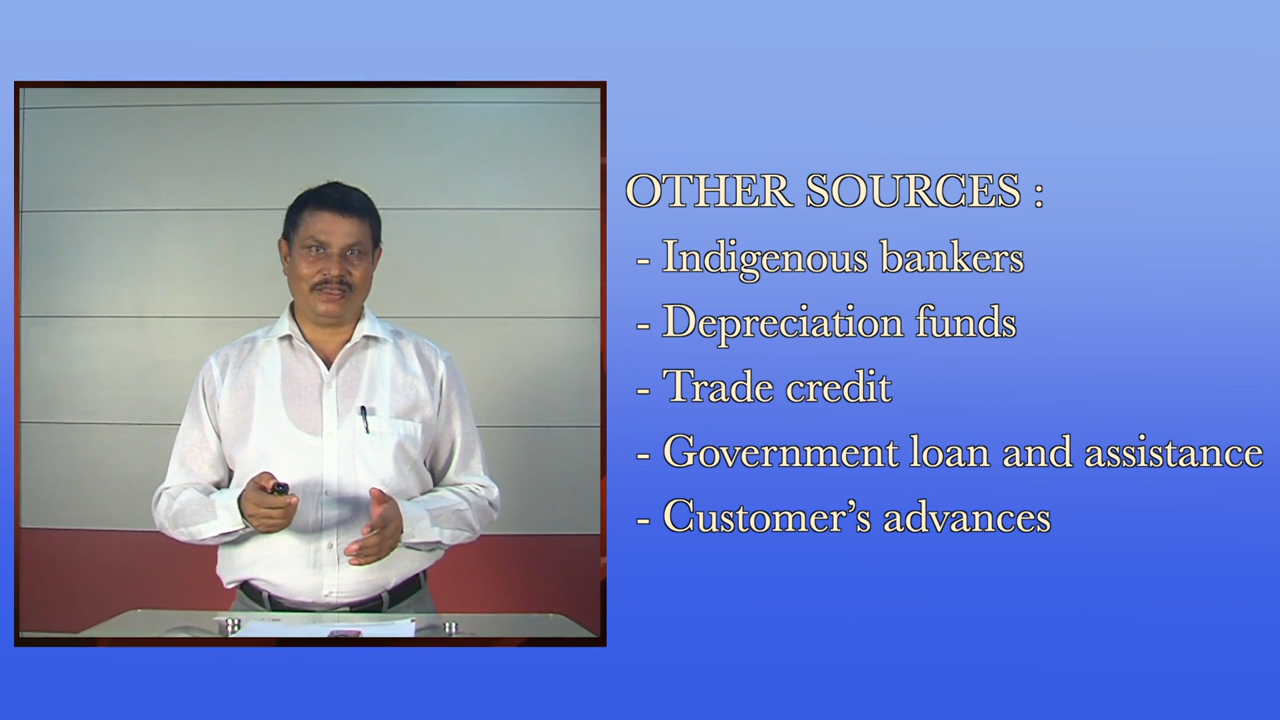 OTHER SOURCES :
- Indigenous bankers
- Depreciation funds
- Trade credit
- Government loan and assistance
- Customer’s advances